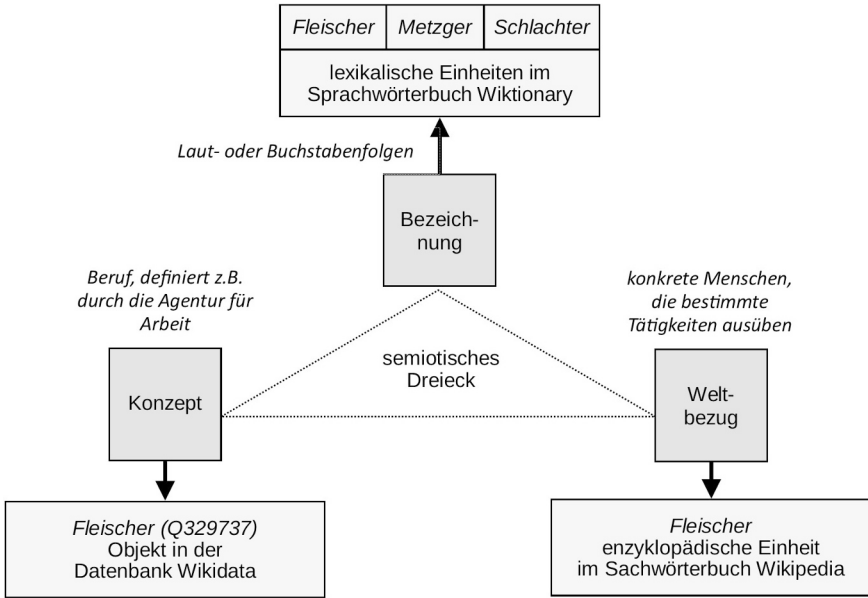 Fleischer Metzger Schlachter
lexikalische Einheiten im
Sprachwörterbuch Wiktionary
Laut- oder Buchstabenfolgen
Bezeich-
nung
Beruf, definiert z.B.
durch die Agentur für
Arbeit
konkrete Menschen,
die bestimmte
Tätigkeiten ausüben
semiotisches
Dreieck
Konzept
Welt-
bezug
Fleischer (Q329737)
Objekt in der
Datenbank Wikidata
Fleischer
enzyklopädische Einheit
im Sachwörterbuch Wikipedia